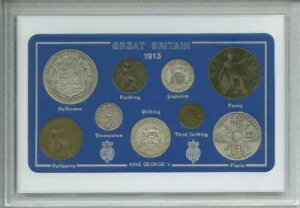 GREAT BRITAIN
1913
Halfcrown
Farthing
Sixpence
Penny
Shilling
Threepence
Third farthing
Halfpenny
KING GEORGE V
Florin